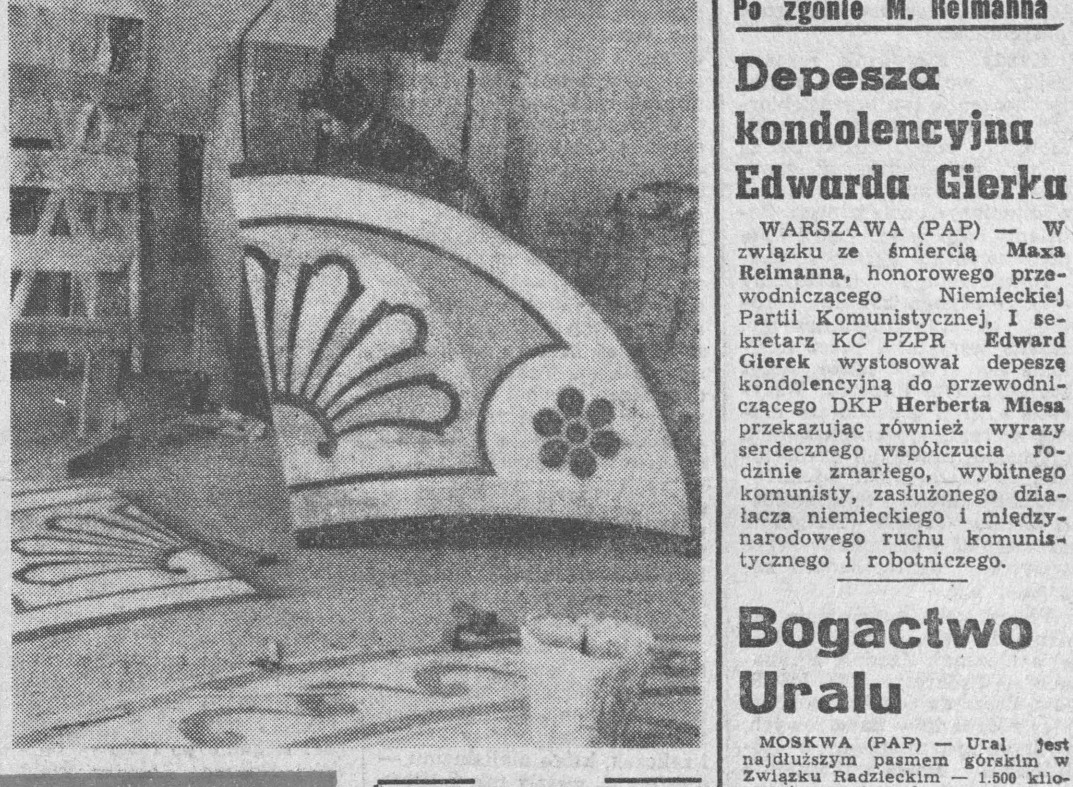 Po zgonie M. Reimanna
Depesza
kondolencyjna
Edwarda Gierka
WARSZAWA (PAP) — W
związku ze śmiercią Maxa
Reimanna, honorowego prze-
wodniczącego Niemieckiej
Partii Komunistycznej, I se-
kretarz KC PZPR Edward
Gierek wystosował depeszę
kondolencyjną do przewodni-
czącego DKP Herberta Miesa
przekazując również wyrazy
serdecznego współczucia ro-
dzinie zmarłego, wybitnego
komunisty, zasłużonego dzia-
łacza niemieckiego i między-
narodowego ruchu komunis-
tycznego i robotniczego.
Bogactwo
Uralu
MOSKWA (PAP) — Ural jest
najdłuższym pasmem górskim w
Związku Radzieckim — 1.500 kilo-